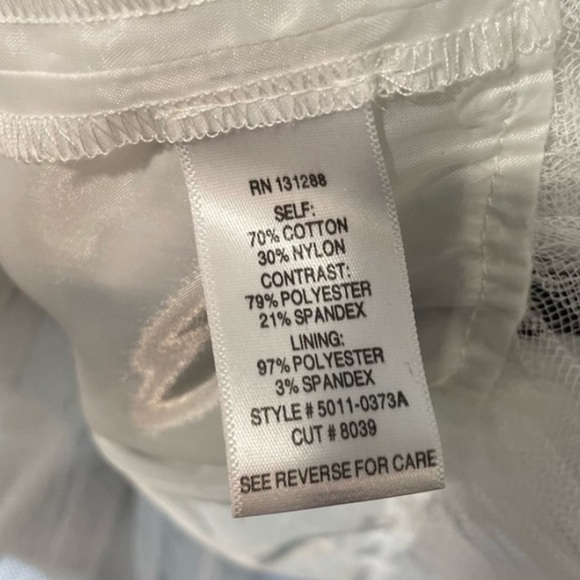 RN 131288
SELF:
70% COTTON
30% NYLON
CONTRAST:
79% POLYESTER
21% SPANDEX
LINING:
97% POLYESTER
3% SPANDEX
STYLE # 5011-0373A
CUT # 8039
SEE REVERSE FOR CARE